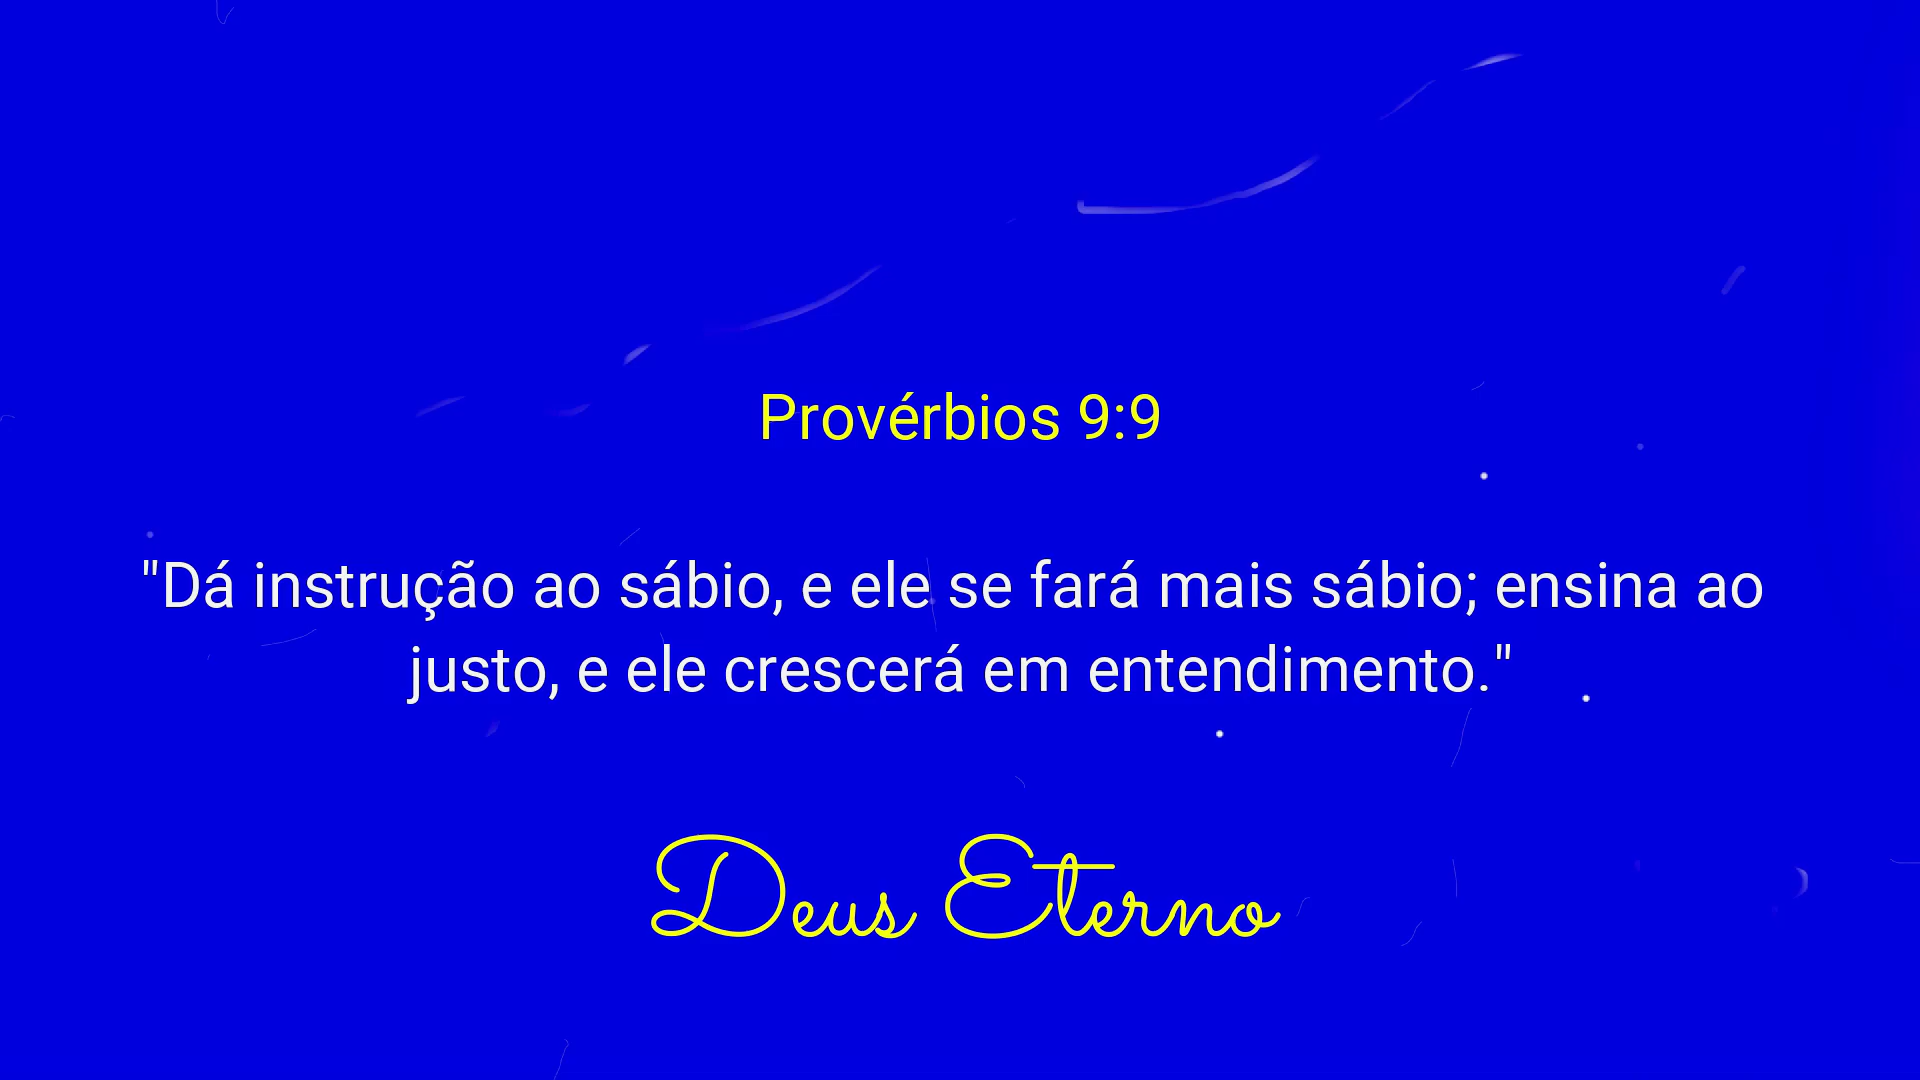 Provérbios 9:9
"Dá instrução ao sábio, e ele se fará mais sábio; ensina ao
justo, e ele crescerá em entendimento."
Deus Eterno